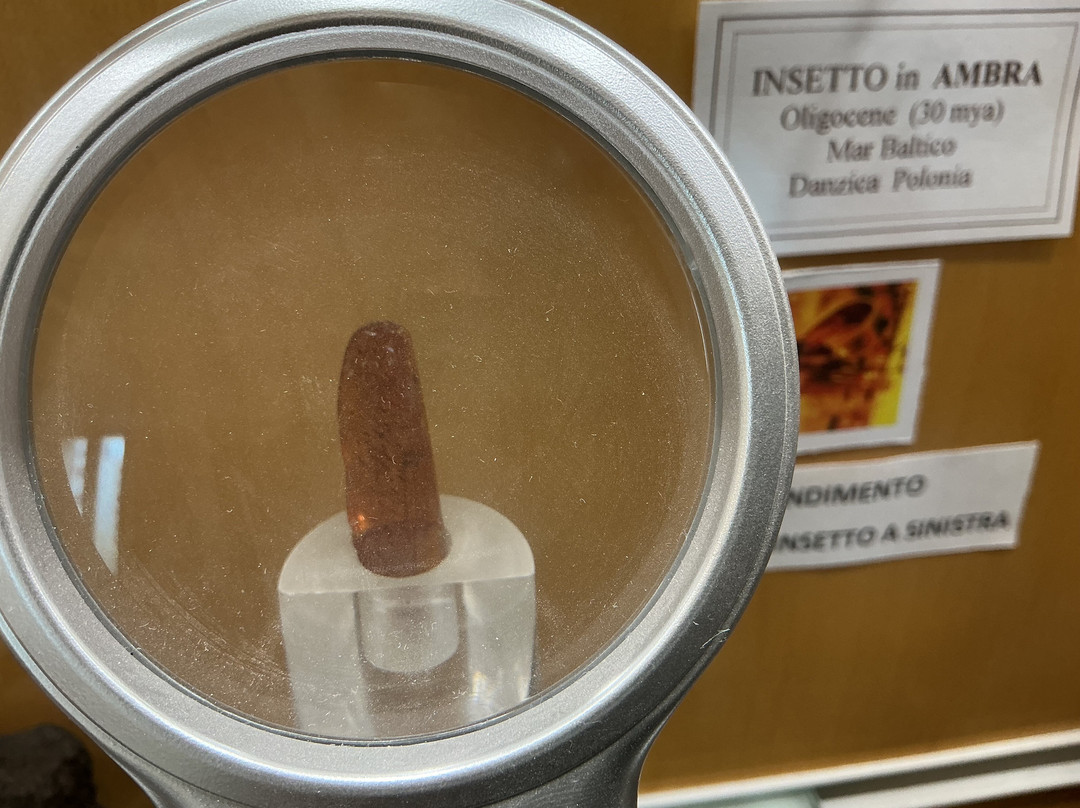 INSETTO in AMBRA
Oligocene (30 mya)
Mar Baltico
Danzica Polonia
NDIMENTO
NSETTO A SINISTRA